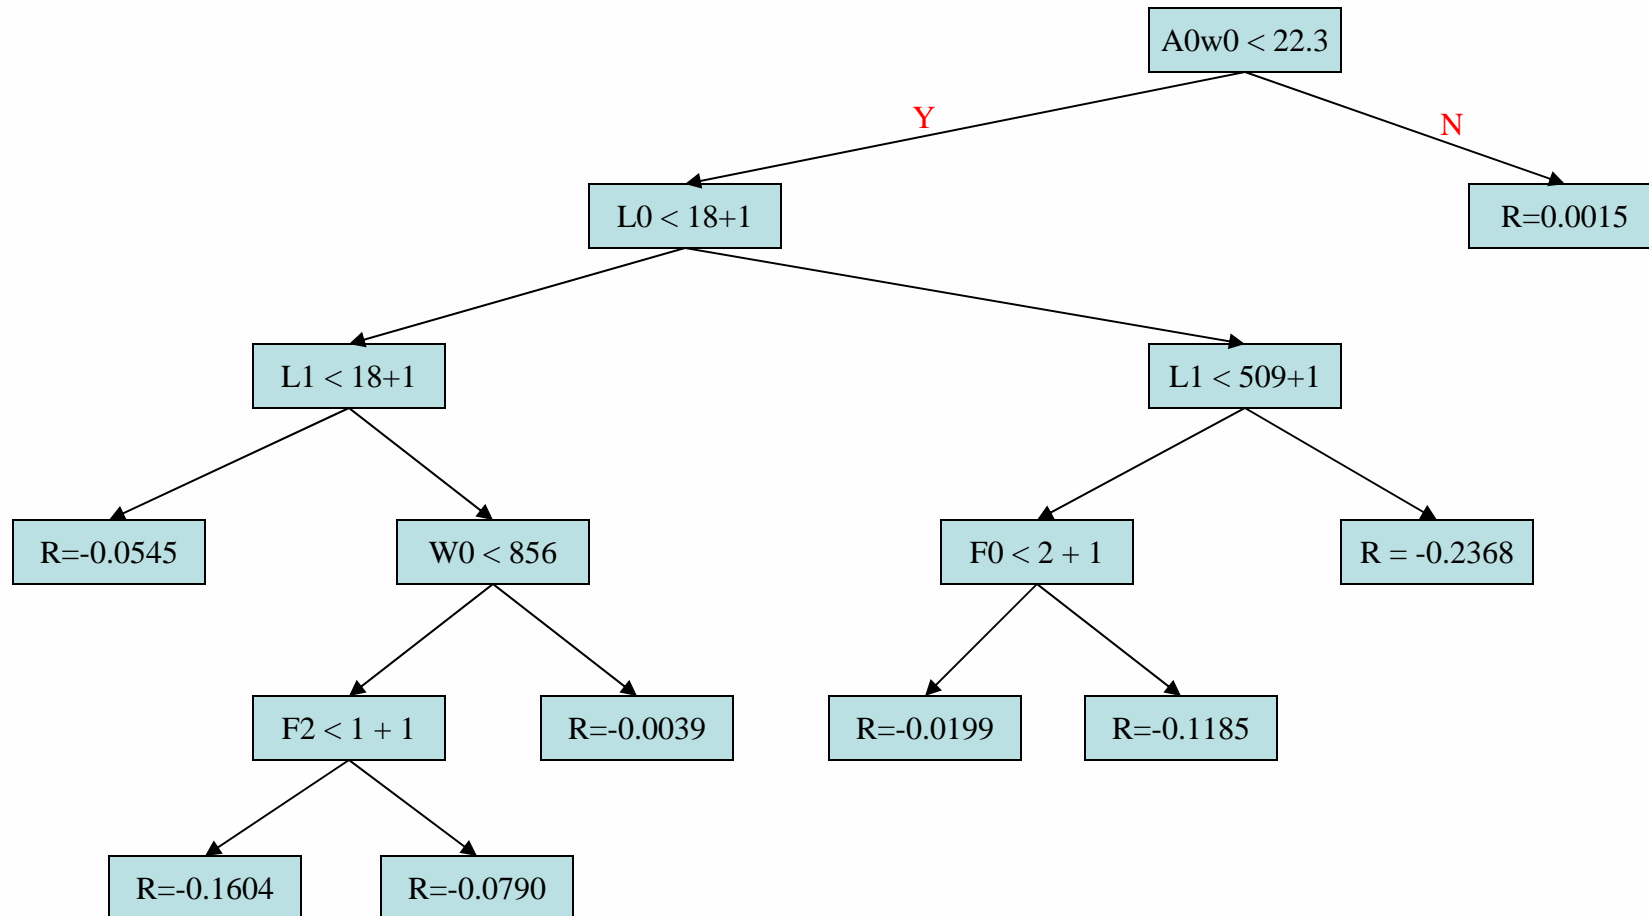 A0w0 < 22.3
Y
N
L0 < 18+1
R=0.0015
L1 < 18+1
L1 < 509+1
R=-0.0545
W0 < 856
F0 < 2 + 1
R = -0.2368
F2 < 1 + 1
R=-0.0039
R=-0.0199
R=-0.1185
R=-0.1604
R=-0.0790